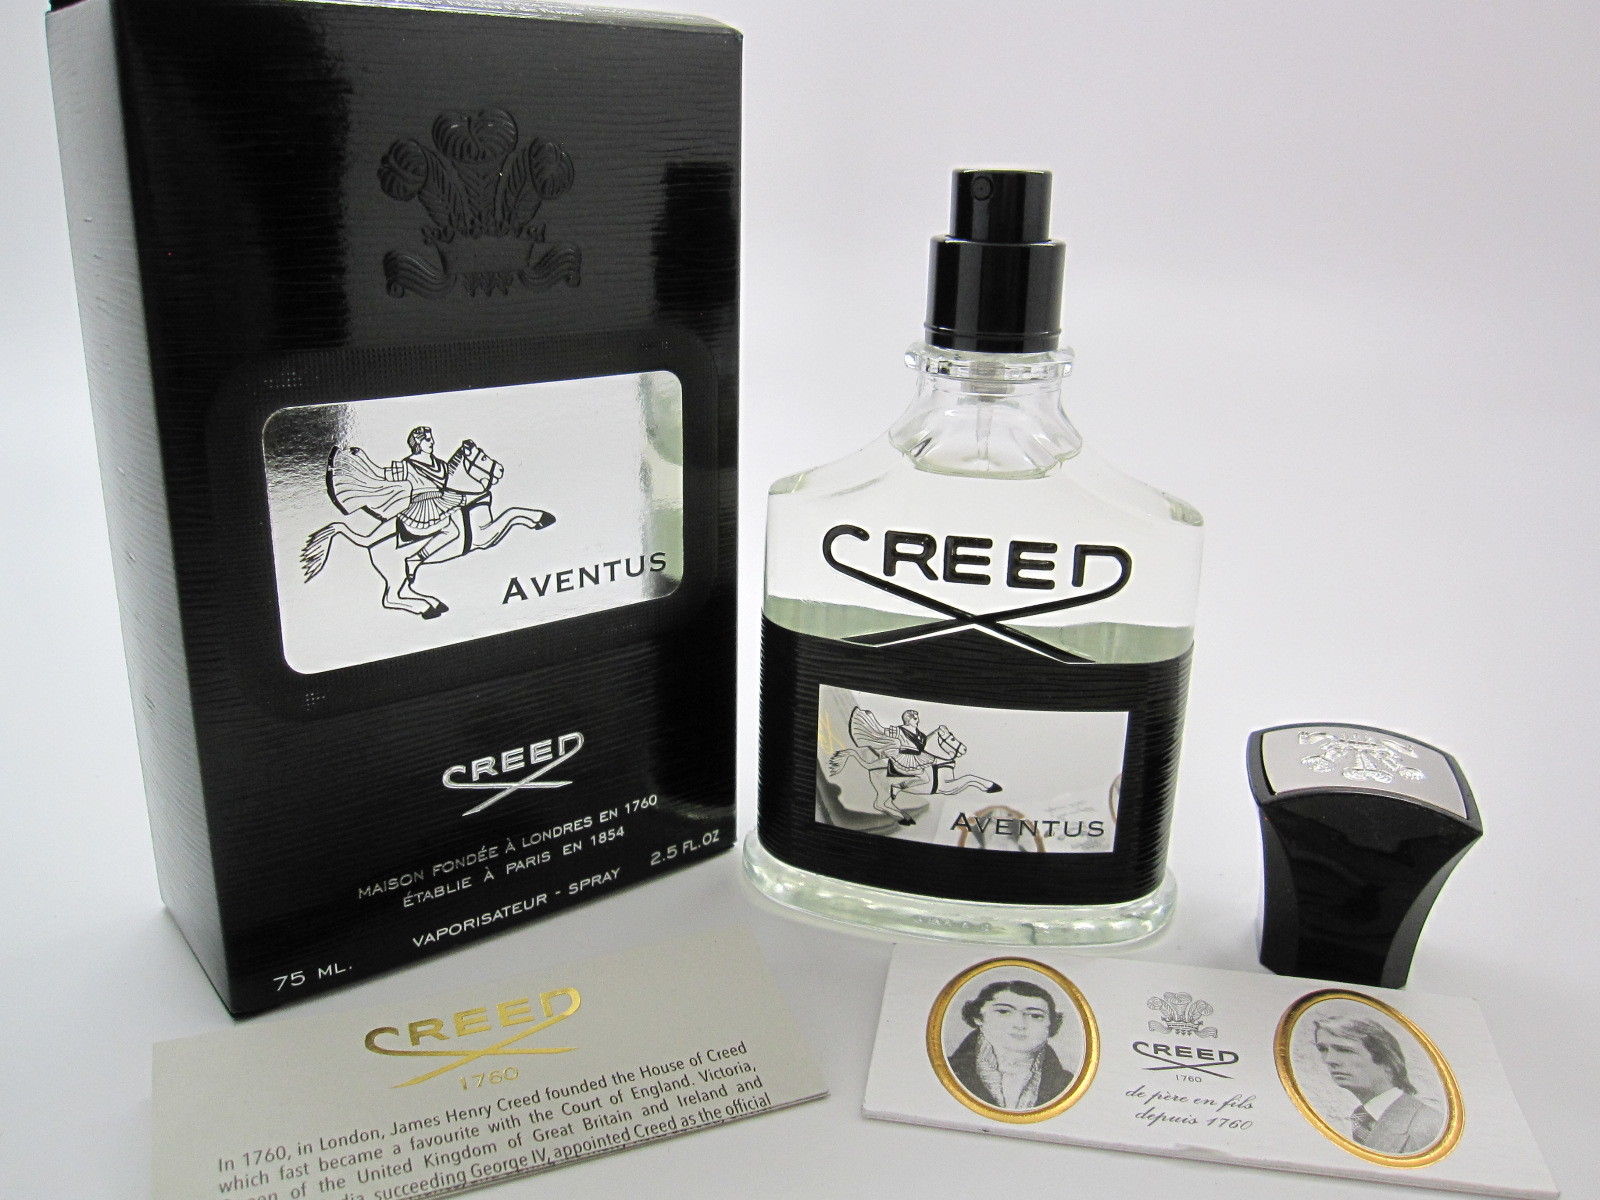 AVENTUS
CREED
MAISON FONDÉE À LONDRES EN 1760
ÉTABLIE À PARIS EN 1854
VAPORISATEUR - SPRAY
75 ML.
2.5 FL.OZ
CREED
AVENTUS
CREED
1760
In 1760, in London, James Henry Creed founded the House of Creed
which fast became a favourite with the Court of England. Victoria,
of the United Kingdom of Great Britain and Ireland and
succeeding George IV, appointed Creed as the official
CREED
1760
de père en fils
depuis 1760